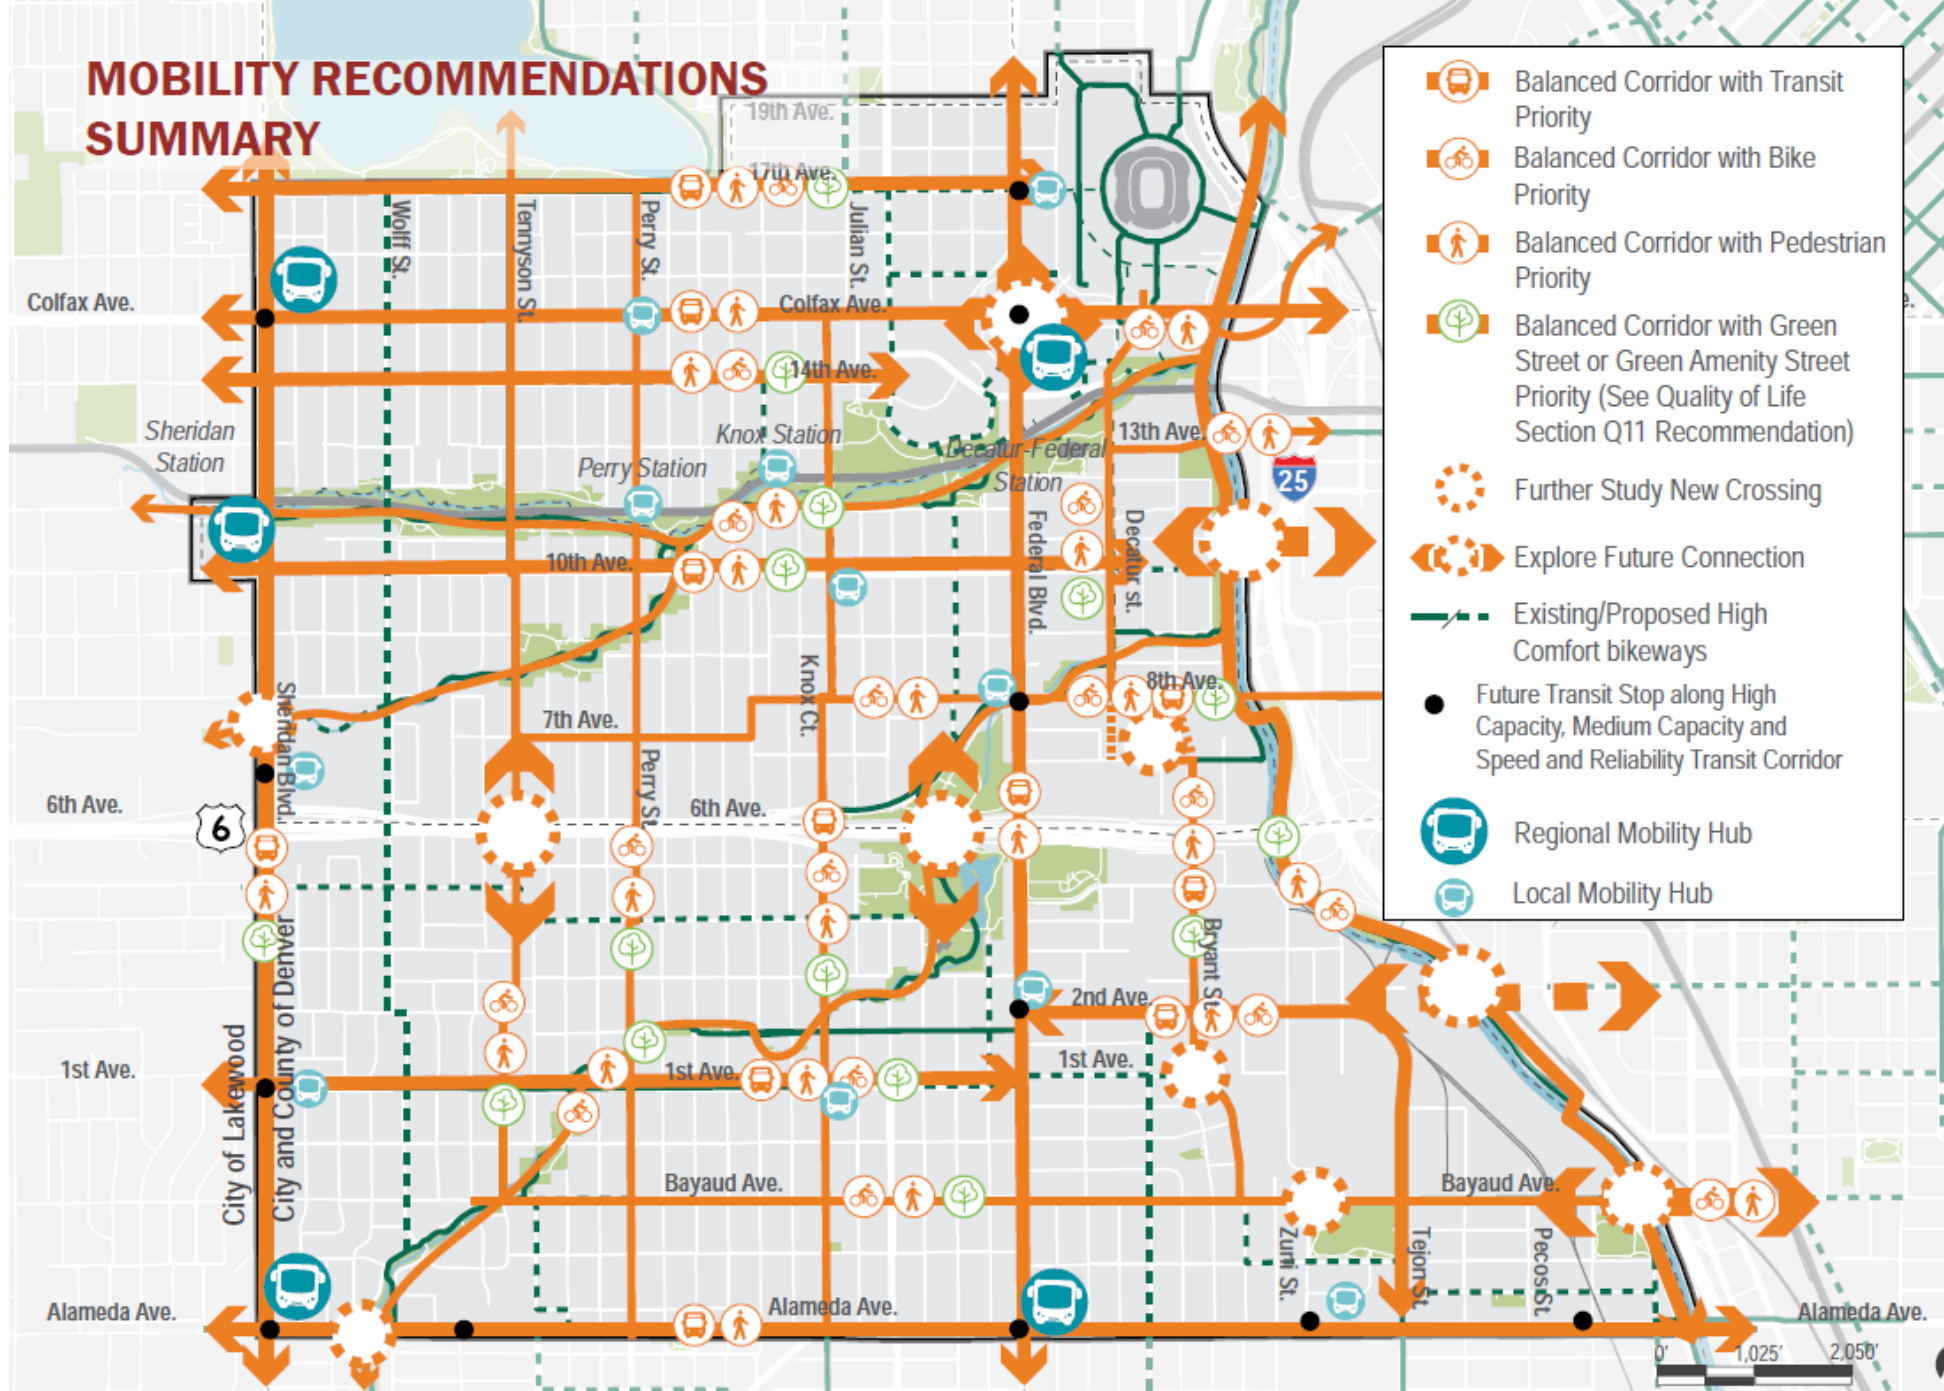 MOBILITY RECOMMENDATIONS
SUMMARY
19th Ave.
17th Ave.
Wolff St.
Tennyson St.
Perry St.
Julian St.
Colfax Ave.
Colfax Ave.
14th Ave.
Sheridan
Station
Knox Station
Perry Station
Decatur-Federal
Station
13th Ave.
25
10th Ave.
Federal Blvd.
Decatur st.
Knox Ct.
8th Ave.
7th Ave.
Sheridan Blvd.
Perry St.
6th Ave.
6
6th Ave.
Bryant St.
2nd Ave.
1st Ave.
1st Ave.
1st Ave.
City of Lakewood
City and County of Denver
Bayaud Ave.
Bayaud Ave.
Zuni St.
Tejon St.
Pecos St.
Alameda Ave.
Alameda Ave.
Alameda Ave.
0'
1,025'
2,050'
Balanced Corridor with Transit
Priority
Balanced Corridor with Bike
Priority
Balanced Corridor with Pedestrian
Priority
Balanced Corridor with Green
Street or Green Amenity Street
Priority (See Quality of Life
Section Q11 Recommendation)
Further Study New Crossing
Explore Future Connection
Existing/Proposed High
Comfort bikeways
Future Transit Stop along High
Capacity, Medium Capacity and
Speed and Reliability Transit Corridor
Regional Mobility Hub
Local Mobility Hub